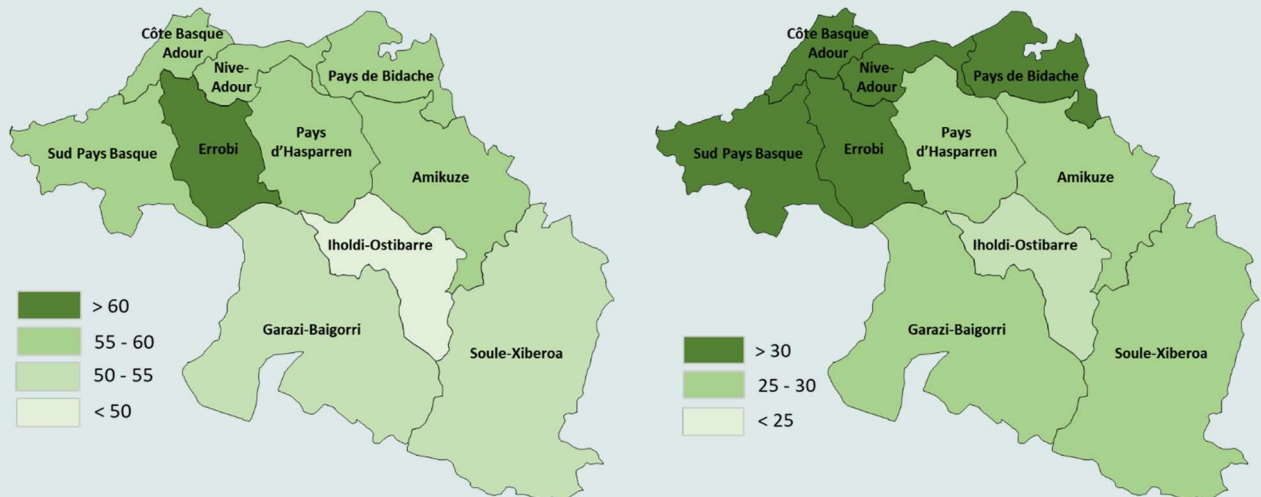 Côte Basque
Adour
Nive-
Adour
Pays de Bidache
Sud Pays Basque
Errobi
Pays
d'Hasparren
Amikuze
Iholdi-Ostibarre
Garazi-Baigorri
Soule-Xiberoa
> 60
55 - 60
50 - 55
< 50
Côte Basque
Adour
Nive-
Adour
Pays de Bidache
Sud Pays Basque
Errobi
Pays
d'Hasparren
Amikuze
Iholdi-Ostibarre
Garazi-Baigorri
Soule-Xiberoa
> 30
25 - 30
< 25